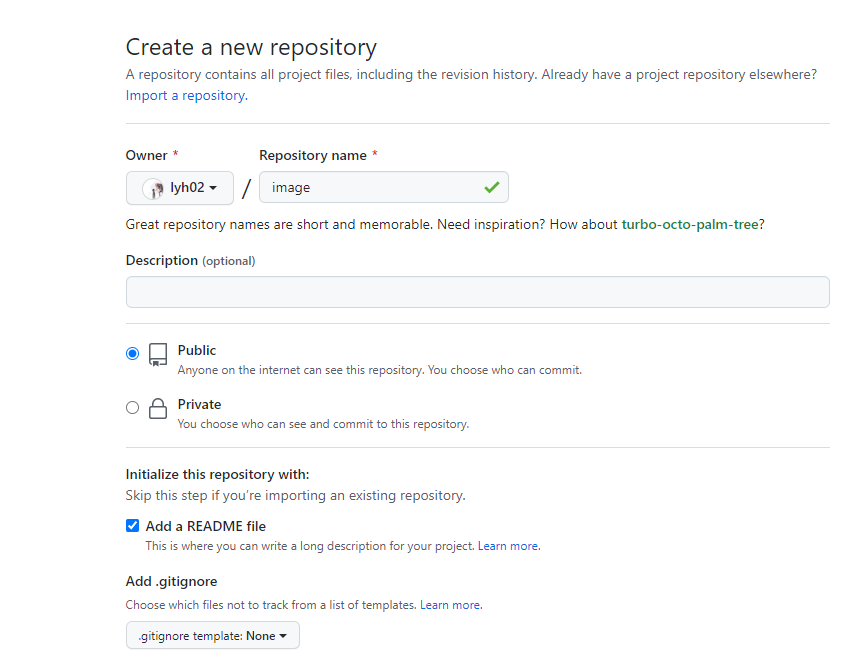 Create a new repository
A repository contains all project files, including the revision history. Already have a project repository elsewhere?
Import a repository.
Owner * Repository name *
lyh02 / image
Great repository names are short and memorable. Need inspiration? How about turbo-octo-palm-tree?
Description (optional)
Public
Anyone on the internet can see this repository. You choose who can commit.
Private
You choose who can see and commit to this repository.
Initialize this repository with:
Skip this step if you're importing an existing repository.
Add a README file
This is where you can write a long description for your project. Learn more.
Add .gitignore
Choose which files not to track from a list of templates. Learn more.
.gitignore template: None